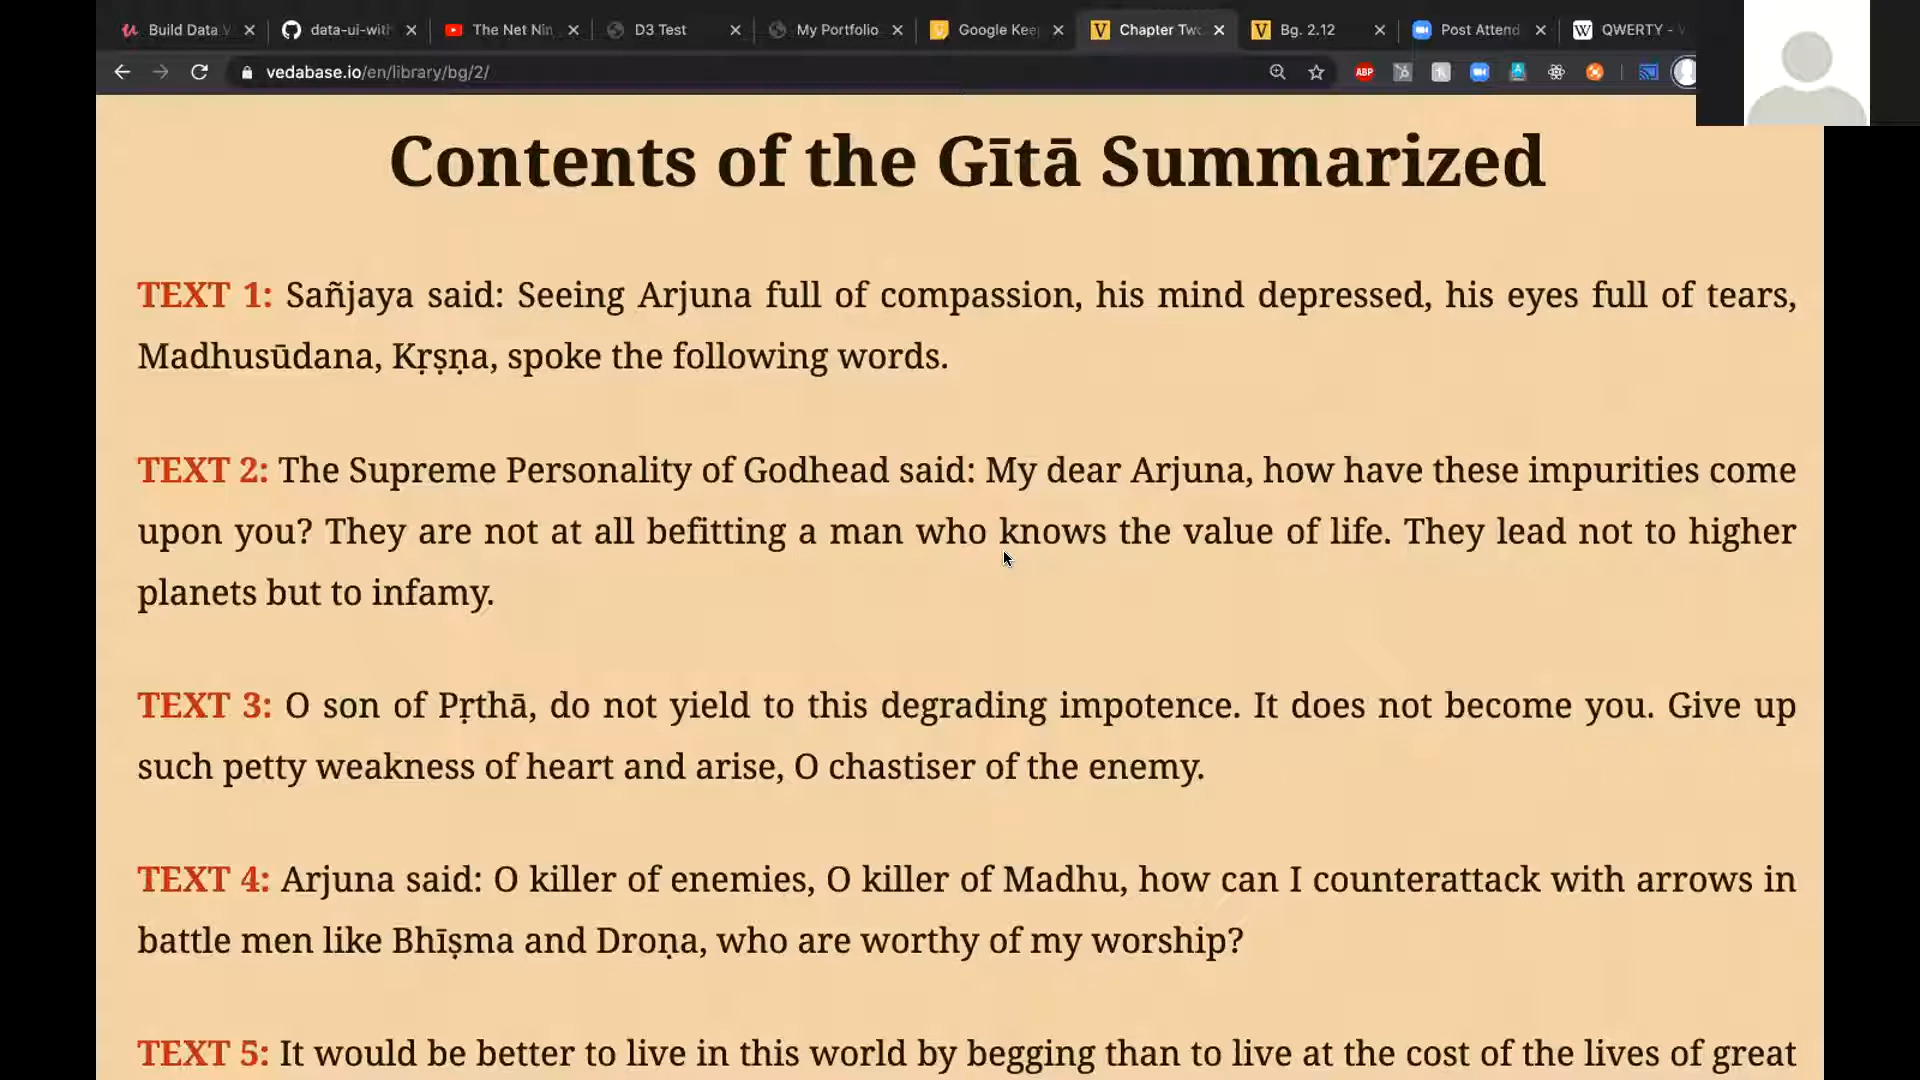 Build Data V
data-ui-with
The Net Nin
D3 Test
My Portfolio
Google Kee
Chapter Two
Bg. 2.12
Post Attend
QWERTY - V
vedabase.io/en/library/bg/2/
ABP
Contents of the Gītā Summarized
TEXT 1: Sañjaya said: Seeing Arjuna full of compassion, his mind depressed, his eyes full of tears,
Madhusūdana, Kṛṣṇa, spoke the following words.
TEXT 2: The Supreme Personality of Godhead said: My dear Arjuna, how have these impurities come
upon you? They are not at all befitting a man who knows the value of life. They lead not to higher
planets but to infamy.
TEXT 3: O son of Pṛthā, do not yield to this degrading impotence. It does not become you. Give up
such petty weakness of heart and arise, O chastiser of the enemy.
TEXT 4: Arjuna said: O killer of enemies, O killer of Madhu, how can I counterattack with arrows in
battle men like Bhīṣma and Droṇa, who are worthy of my worship?
TEXT 5: It would be better to live in this world by begging than to live at the cost of the lives of great